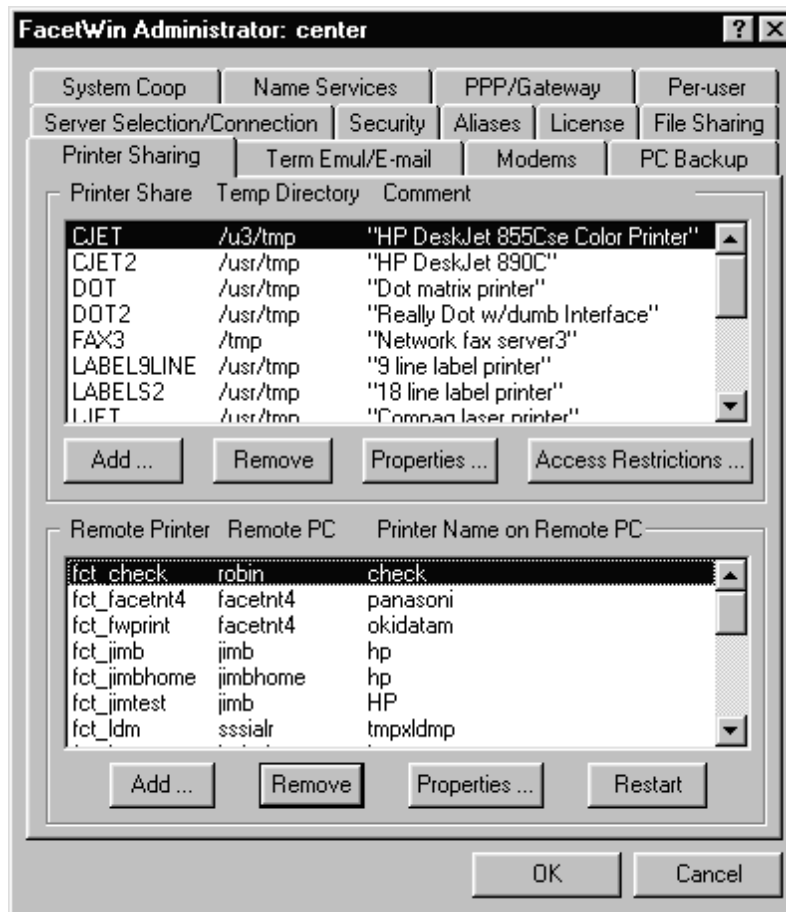 FacetWin Administrator: center
System Coop Name Services PPP/Gateway Per-user
Server Selection/Connection Security Aliases License File Sharing
Printer Sharing Term Emul/E-mail Modems PC Backup
Printer Share Temp Directory Comment
CJET /u3/tmp "HP DeskJet 855Cse Color Printer"
CJET2 /usr/tmp "HP DeskJet 890C"
DOT /usr/tmp "Dot matrix printer"
DOT2 /usr/tmp "Really Dot w/dumb Interface"
FAX3 /tmp "Network fax server3"
LABEL9LINE /usr/tmp "9 line label printer"
LABELS2 /usr/tmp "18 line label printer"
LJET /usr/tmp "Compaq laser printer"
Add ... Remove Properties ... Access Restrictions ...
Remote Printer Remote PC Printer Name on Remote PC
fct_check robin check
fct_facetnt4 facetnt4 panasoni
fct_fwprint facetnt4 okidatam
fct_jimb jimb hp
fct_jimbhome jimbhome hp
fct_jimtest jimb HP
fct_ldm sssialr tmpxldmp
Add ... Remove Properties ... Restart
OK Cancel